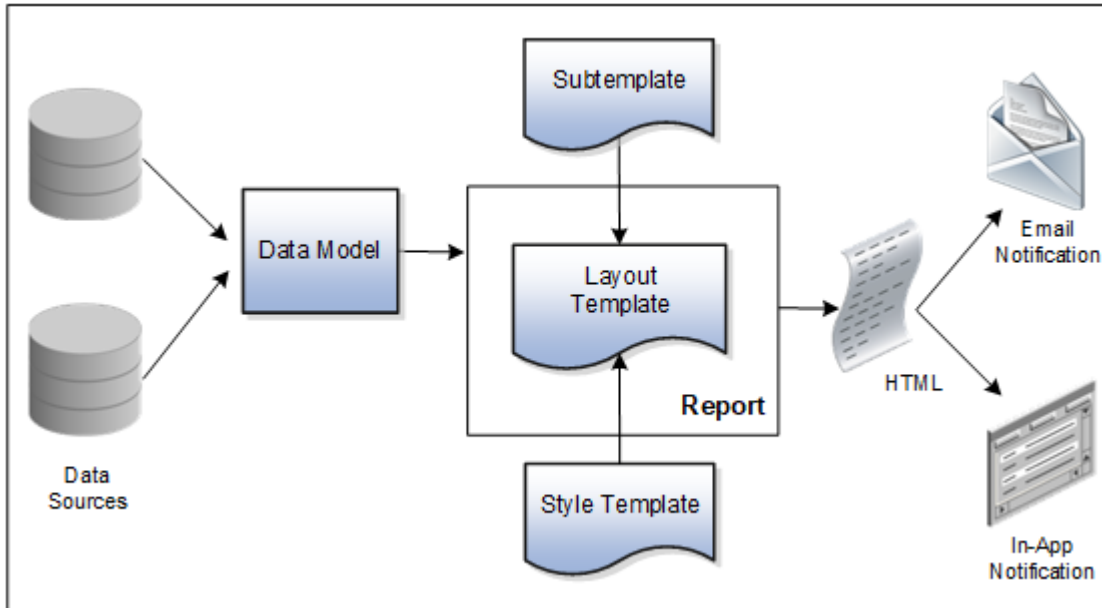 Subtemplate
Data Model
Layout
Template
Report
Style Template
Data
Sources
HTML
Email
Notification
In-App
Notification